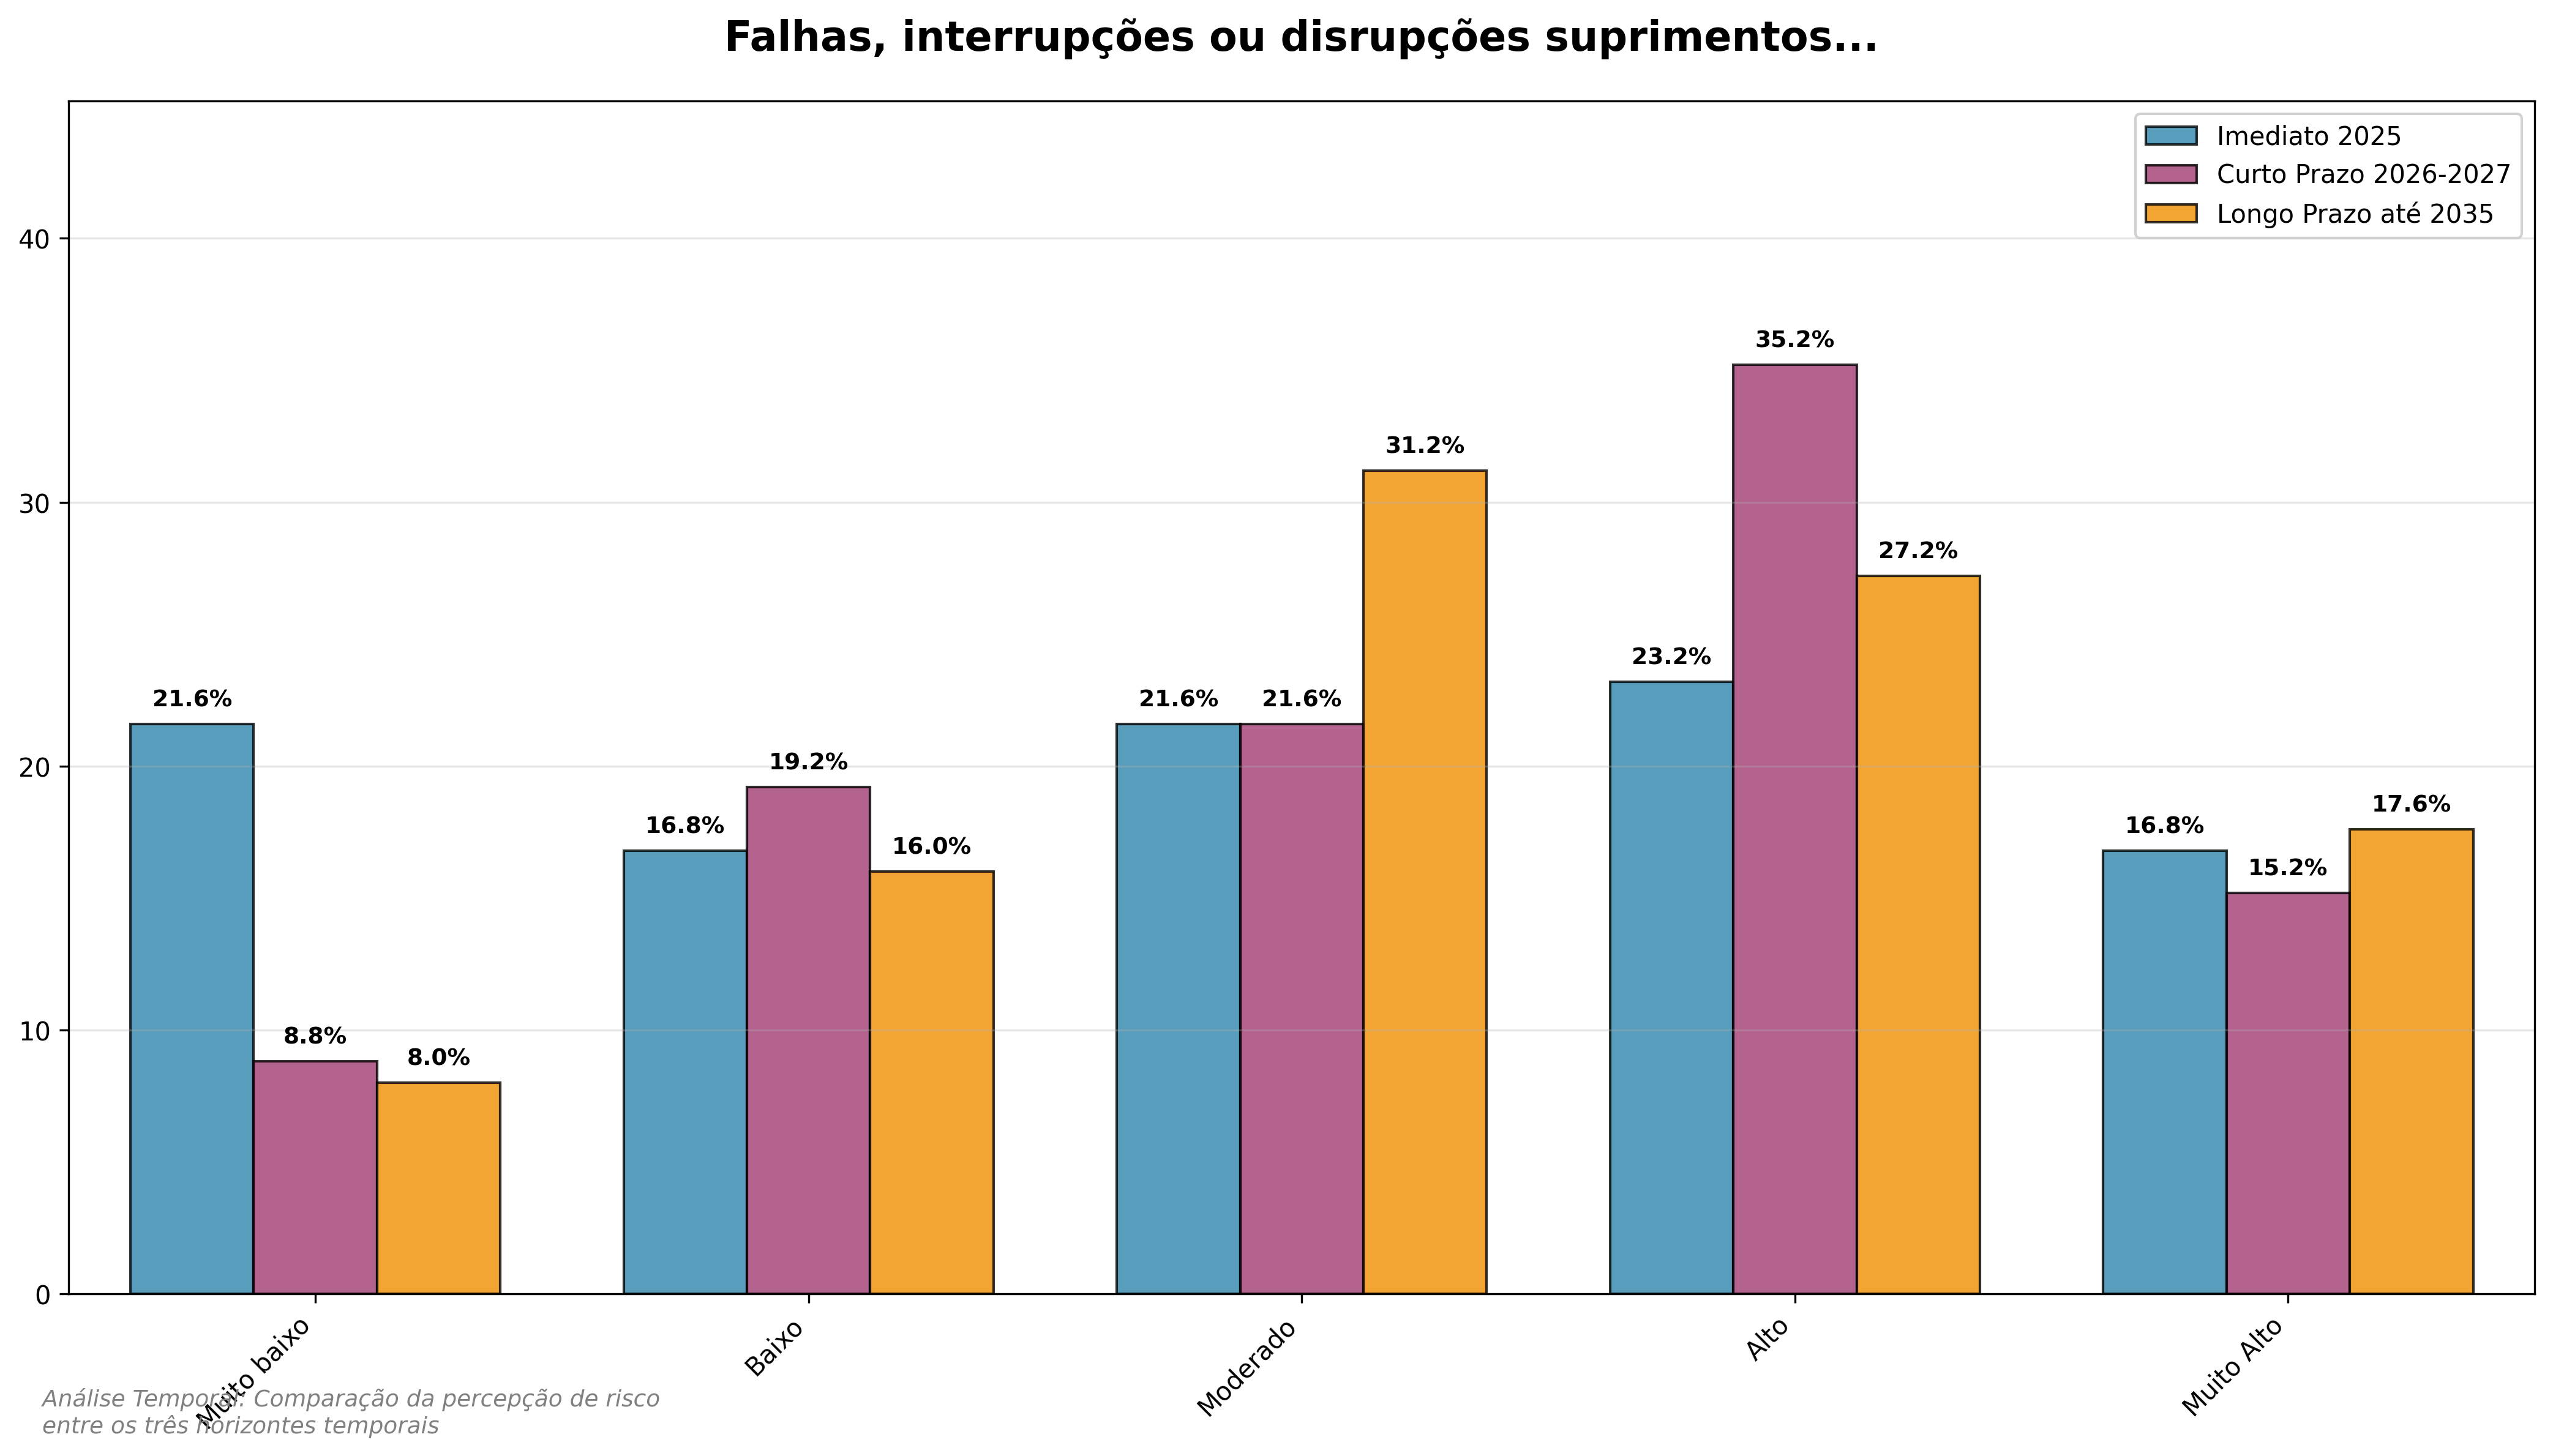 Falhas, interrupções ou disrupções suprimentos...
Imediato 2025
Curto Prazo 2026-2027
Longo Prazo até 2035
40
30
20
10
0
21.6%
8.8%
8.0%
16.8%
19.2%
16.0%
21.6%
21.6%
31.2%
23.2%
35.2%
27.2%
16.8%
15.2%
17.6%
Muito baixo
Baixo
Moderado
Alto
Muito Alto
Análise Temporal: Comparação da percepção de risco
entre os três horizontes temporais